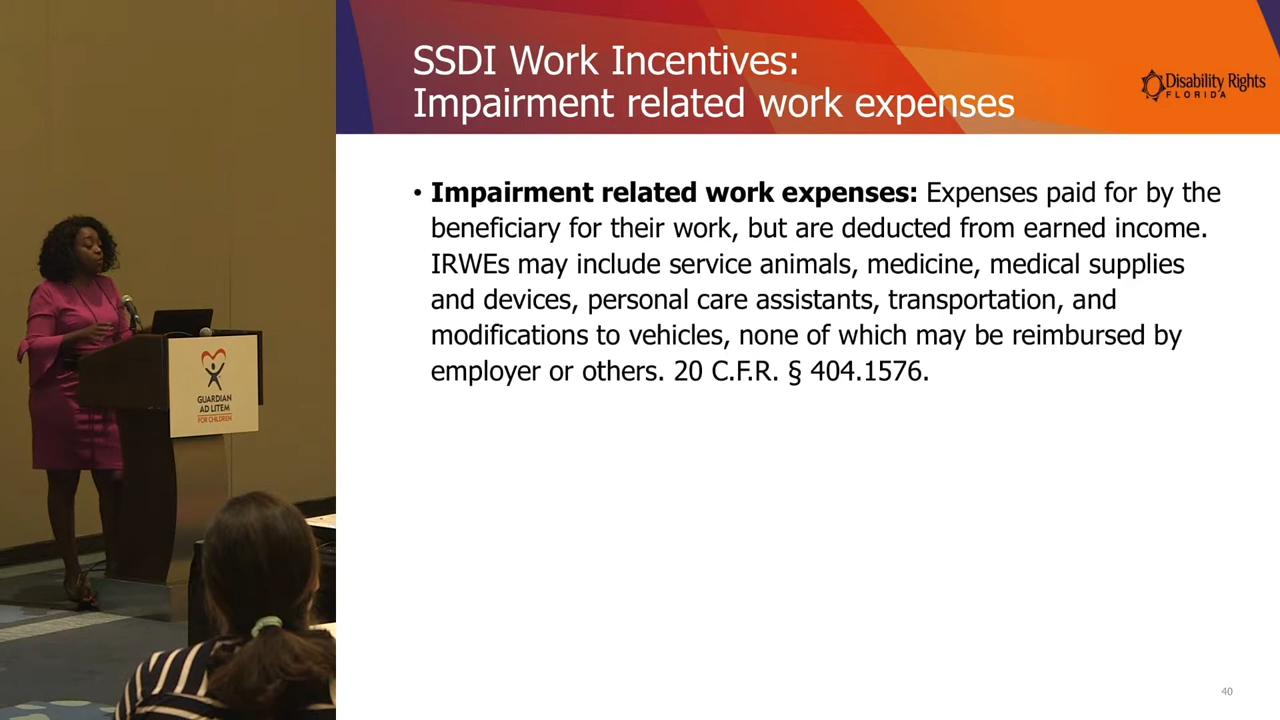 SSDI Work Incentives:
Impairment related work expenses
Disability Rights
FLORIDA
• Impairment related work expenses: Expenses paid for by the
beneficiary for their work, but are deducted from earned income.
IRWEs may include service animals, medicine, medical supplies
and devices, personal care assistants, transportation, and
modifications to vehicles, none of which may be reimbursed by
employer or others. 20 C.F.R. § 404.1576.
GUARDIAN
AD LITEM
FOR CHILDREN
40